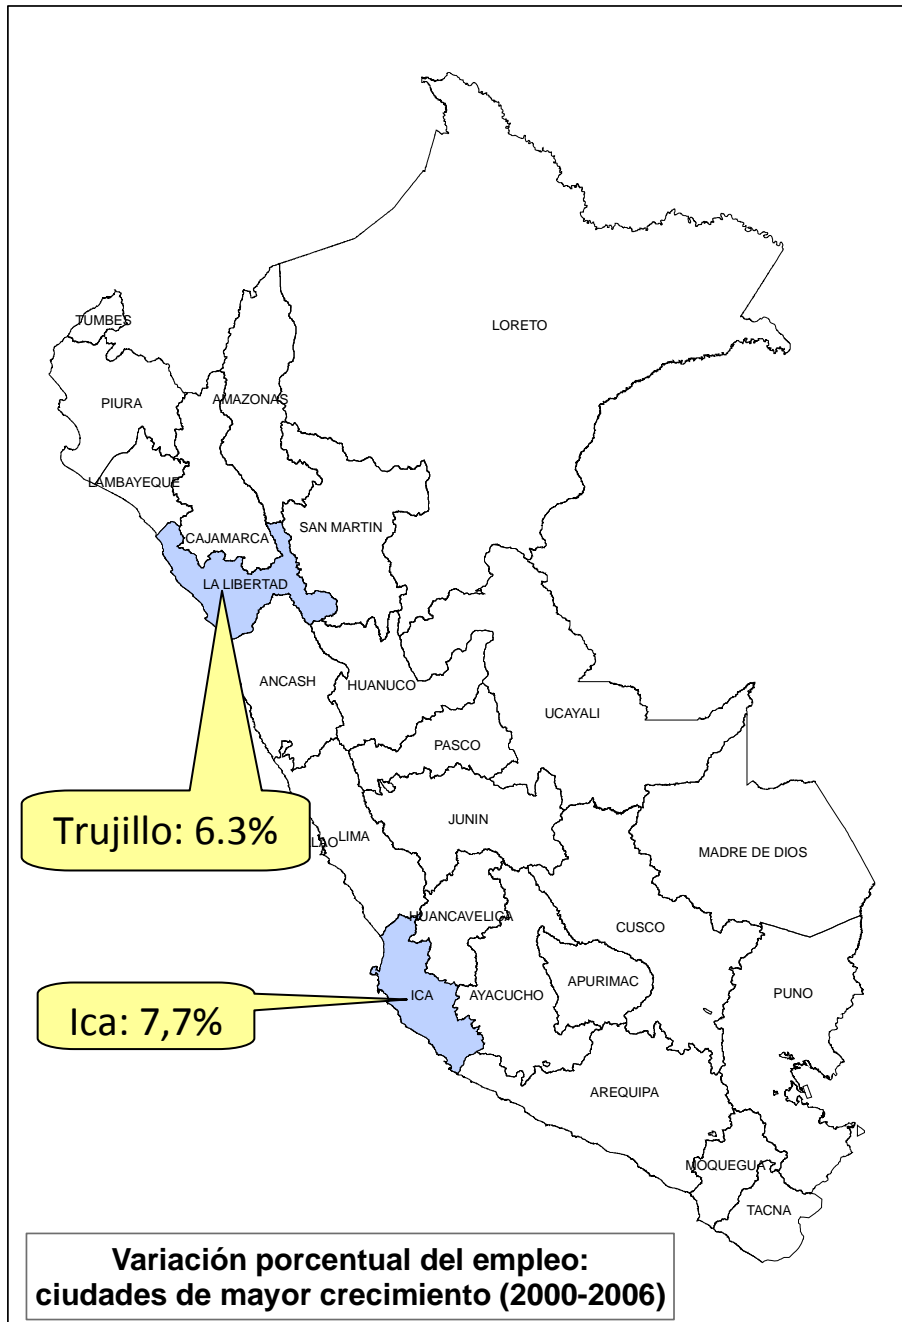 LORETO
TUMBES
AMAZONAS
PIURA
LAMBAYEQUE
SAN MARTIN
CAJAMARCA
LA LIBERTAD
ANCASH
HUANUCO
UCAYALI
PASCO
Trujillo: 6.3%
LAO
LIMA
JUNIN
MADRE DE DIOS
HUANCAVELICA
CUSCO
APURIMAC
ICA
AYACUCHO
PUNO
Ica: 7,7%
AREQUIPA
MOQUEGUA
TACNA
Variación porcentual del empleo:
ciudades de mayor crecimiento (2000-2006)